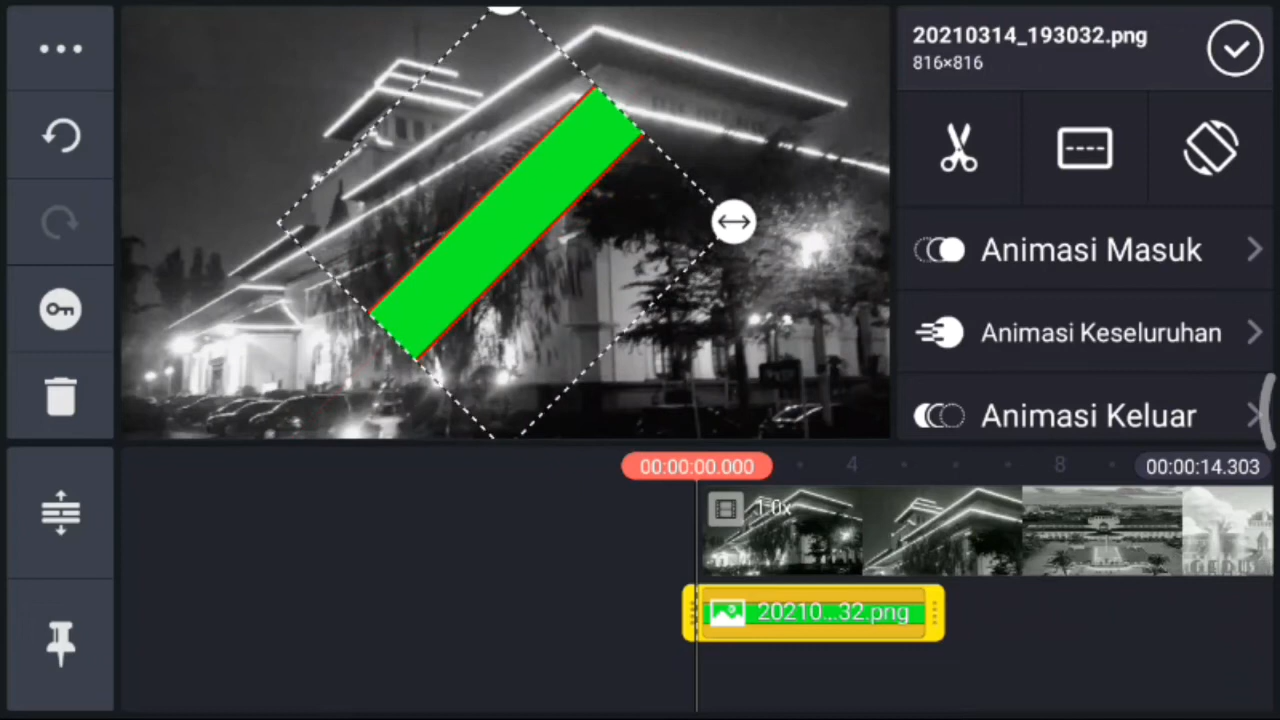 20210314_193032.png
816×816
Animasi Masuk
Animasi Keseluruhan
Animasi Keluar
00:00:00.000
4
8
00:00:14.303
1.0x
20210...32.png